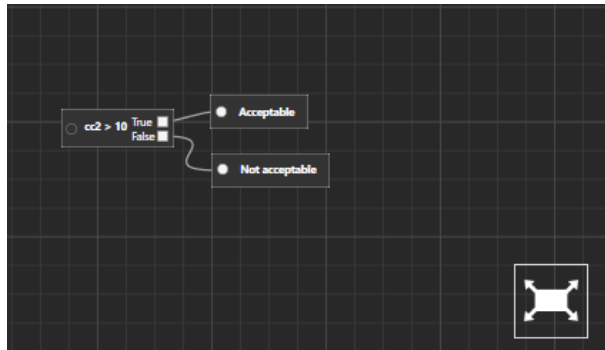 cc2 > 10
True
False
Acceptable
Not acceptable